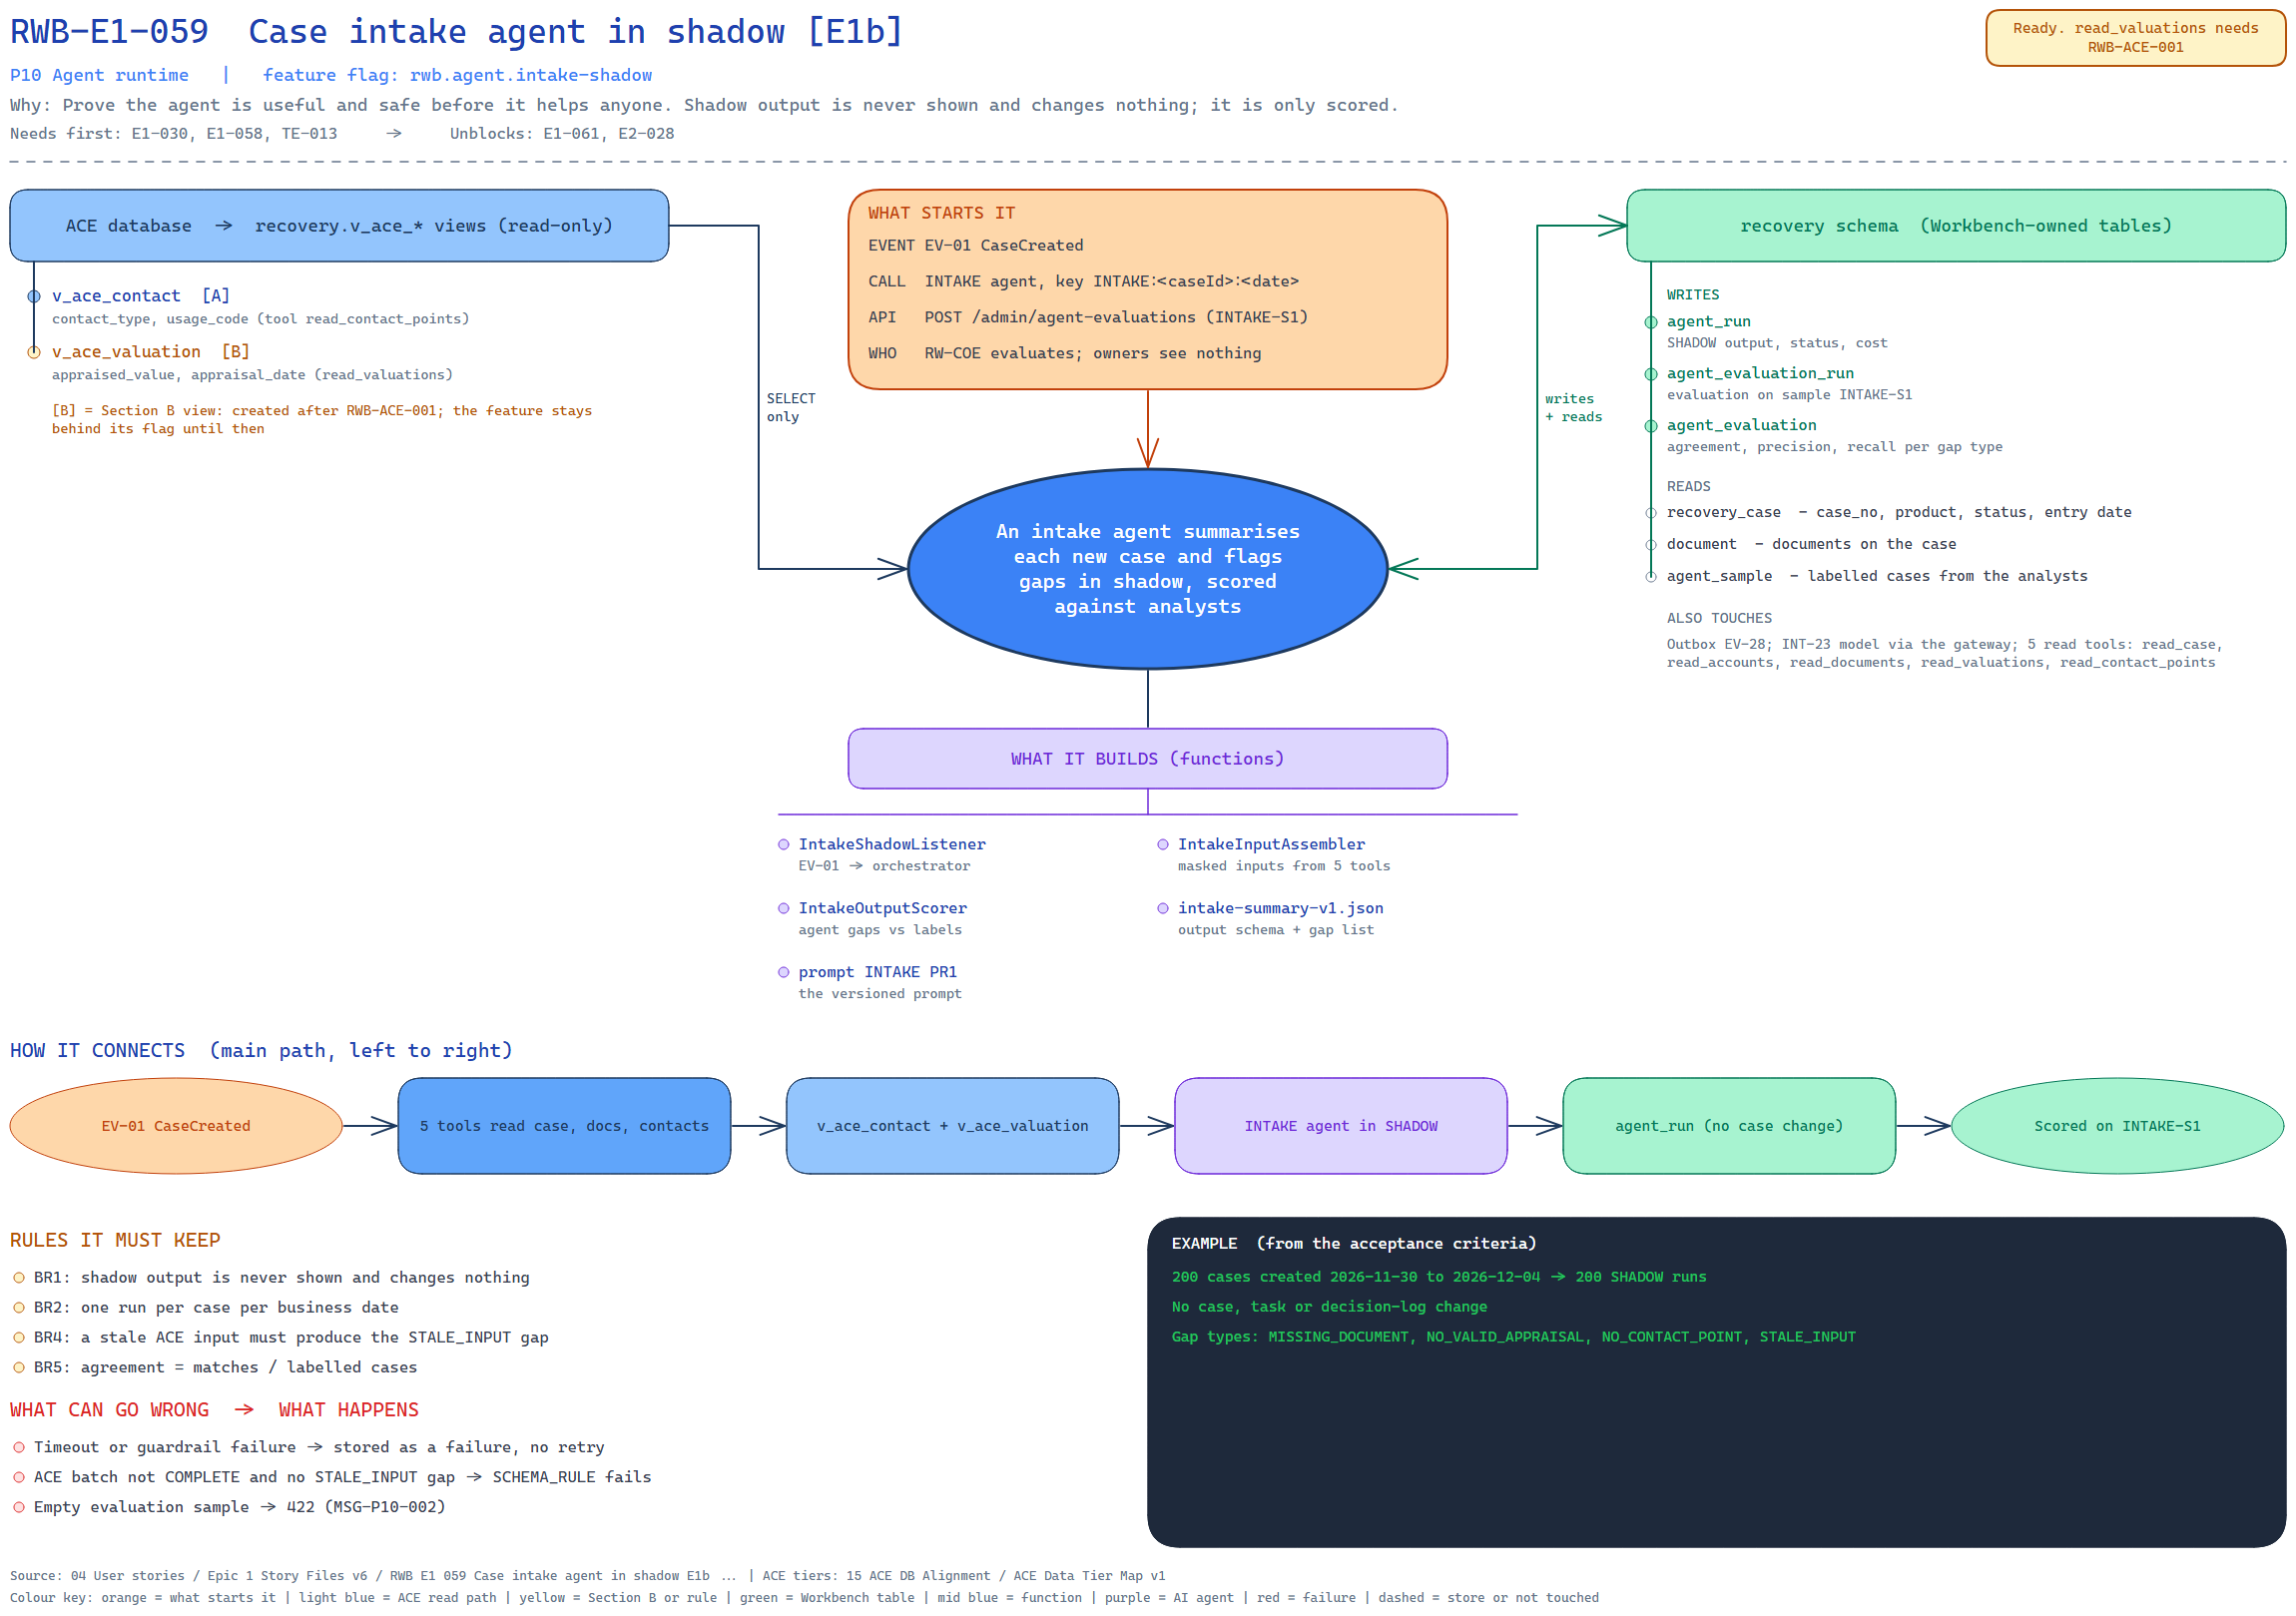 RWB-E1-059  Case intake agent in shadow [E1b]
Ready. read_valuations needs
RWB-ACE-001
P10 Agent runtime   |   feature flag: rwb.agent.intake-shadow
Why: Prove the agent is useful and safe before it helps anyone. Shadow output is never shown and changes nothing; it is only scored.
Needs first: E1-030, E1-058, TE-013     →     Unblocks: E1-061, E2-028
ACE database  →  recovery.v_ace_* views (read-only)
v_ace_contact  [A]
contact_type, usage_code (tool read_contact_points)
v_ace_valuation  [B]
appraised_value, appraisal_date (read_valuations)
[B] = Section B view: created after RWB-ACE-001; the feature stays
behind its flag until then
SELECT
only
WHAT STARTS IT
EVENT EV-01 CaseCreated
CALL  INTAKE agent, key INTAKE:<caseId>:<date>
API   POST /admin/agent-evaluations (INTAKE-S1)
WHO   RW-COE evaluates; owners see nothing
writes
+ reads
recovery schema  (Workbench-owned tables)
WRITES
agent_run
SHADOW output, status, cost
agent_evaluation_run
evaluation on sample INTAKE-S1
agent_evaluation
agreement, precision, recall per gap type
READS
recovery_case  - case_no, product, status, entry date
document  - documents on the case
agent_sample  - labelled cases from the analysts
ALSO TOUCHES
Outbox EV-28; INT-23 model via the gateway; 5 read tools: read_case,
read_accounts, read_documents, read_valuations, read_contact_points
An intake agent summarises
each new case and flags
gaps in shadow, scored
against analysts
WHAT IT BUILDS (functions)
IntakeShadowListener
EV-01 → orchestrator
IntakeInputAssembler
masked inputs from 5 tools
IntakeOutputScorer
agent gaps vs labels
intake-summary-v1.json
output schema + gap list
prompt INTAKE PR1
the versioned prompt
HOW IT CONNECTS  (main path, left to right)
EV-01 CaseCreated
5 tools read case, docs, contacts
v_ace_contact + v_ace_valuation
INTAKE agent in SHADOW
agent_run (no case change)
Scored on INTAKE-S1
RULES IT MUST KEEP
BR1: shadow output is never shown and changes nothing
BR2: one run per case per business date
BR4: a stale ACE input must produce the STALE_INPUT gap
BR5: agreement = matches / labelled cases
WHAT CAN GO WRONG  →  WHAT HAPPENS
Timeout or guardrail failure → stored as a failure, no retry
ACE batch not COMPLETE and no STALE_INPUT gap → SCHEMA_RULE fails
Empty evaluation sample → 422 (MSG-P10-002)
EXAMPLE  (from the acceptance criteria)
200 cases created 2026-11-30 to 2026-12-04 → 200 SHADOW runs
No case, task or decision-log change
Gap types: MISSING_DOCUMENT, NO_VALID_APPRAISAL, NO_CONTACT_POINT, STALE_INPUT
Source: 04 User stories / Epic 1 Story Files v6 / RWB E1 059 Case intake agent in shadow E1b ... | ACE tiers: 15 ACE DB Alignment / ACE Data Tier Map v1
Colour key: orange = what starts it | light blue = ACE read path | yellow = Section B or rule | green = Workbench table | mid blue = function | purple = AI agent | red = failure | dashed = store or not touched